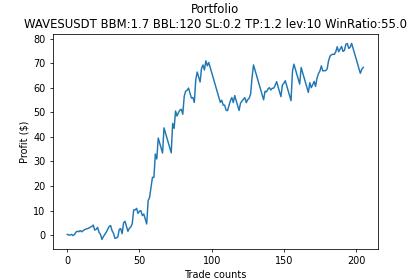 Portfolio
WAVESUSDT BBM:1.7 BBL:120 SL:0.2 TP:1.2 lev:10 WinRatio:55.0
80
70
60
50
40
30
20
10
0
Profit ($)
0 50 100 150 200
Trade counts